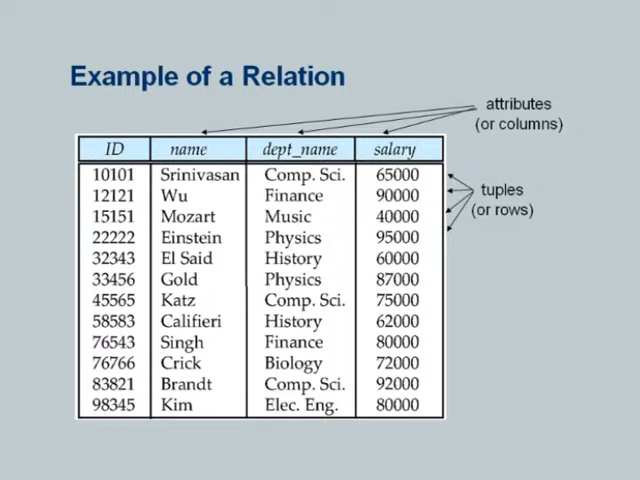 Example of a Relation
attributes
(or columns)
ID name dept_name salary
10101 Srinivasan Comp. Sci. 65000
12121 Wu Finance 90000
15151 Mozart Music 40000
22222 Einstein Physics 95000
32343 El Said History 60000
33456 Gold Physics 87000
45565 Katz Comp. Sci. 75000
58583 Califieri History 62000
76543 Singh Finance 80000
76766 Crick Biology 72000
83821 Brandt Comp. Sci. 92000
98345 Kim Elec. Eng. 80000
tuples
(or rows)